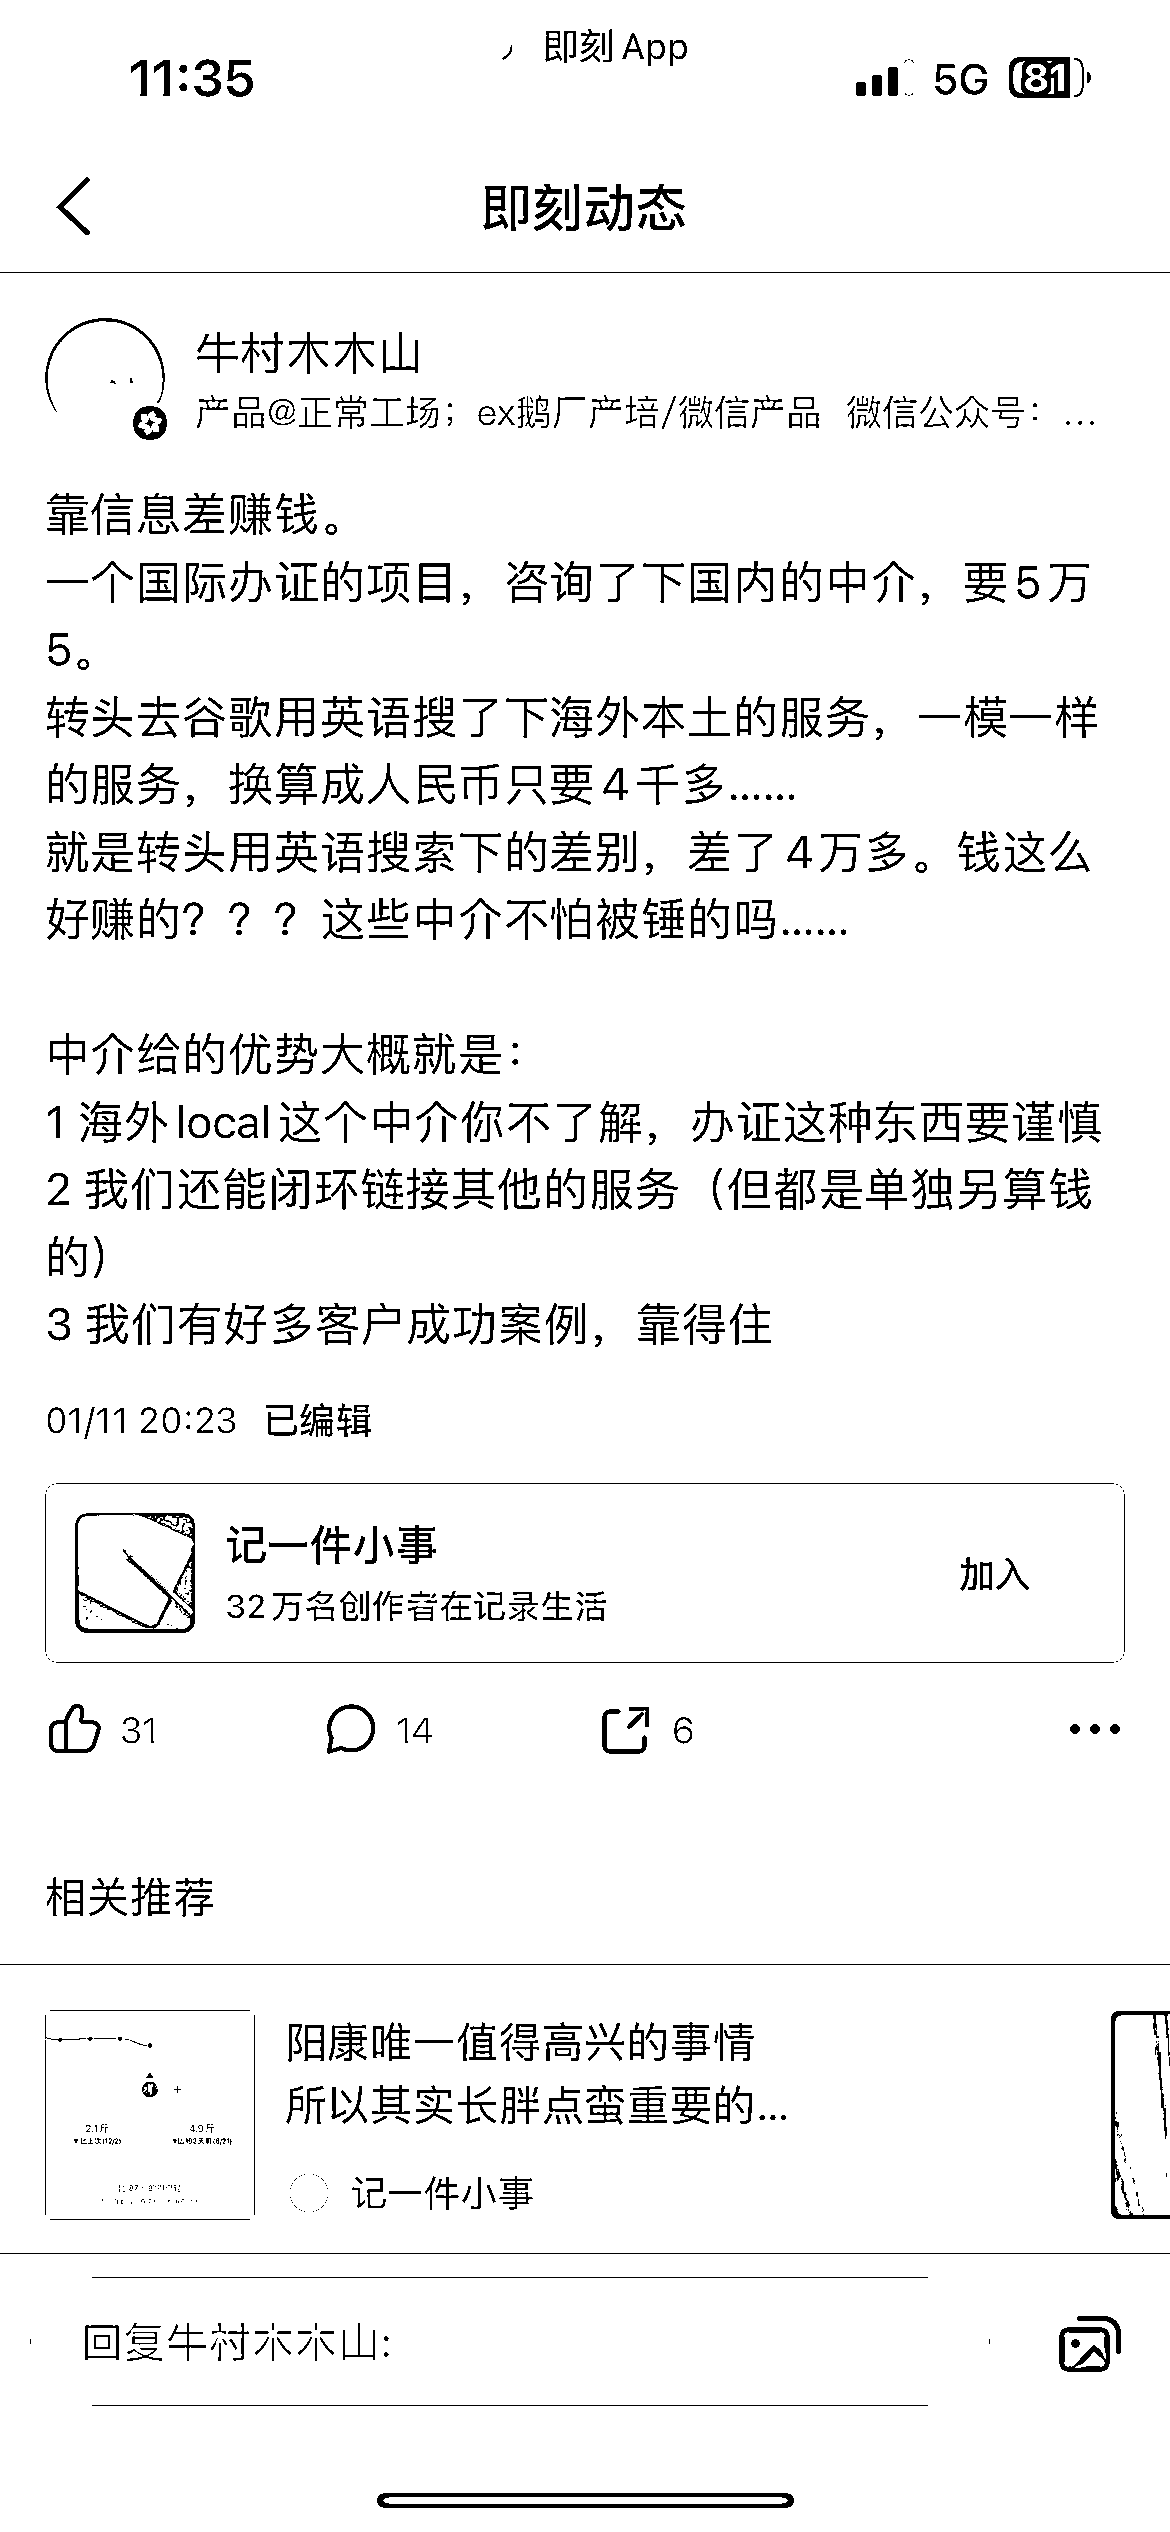 即刻 App
11:35
5G
81
即刻动态
牛村木木山
产品@正常工场；ex鹅厂产培/微信产品 微信公众号：...
靠信息差赚钱。
一个国际办证的项目，咨询了下国内的中介，要5万
5。
转头去谷歌用英语搜了下海外本土的服务，一模一样
的服务，换算成人民币只要4千多......
就是转头用英语搜索下的差别，差了4万多。钱这么
好赚的？？？这些中介不怕被锤的吗......
中介给的优势大概就是：
1 海外local这个中介你不了解，办证这种东西要谨慎
2 我们还能闭环链接其他的服务（但都是单独另算钱
的）
3 我们有好多客户成功案例，靠得住
01/11 20:23 已编辑
记一件小事
32万名创作者在记录生活
加入
31
14
6
相关推荐
阳康唯一值得高兴的事情
所以其实长胖点蛮重要的...
2.1斤
4.9斤
记一件小事
回复牛村木木山: